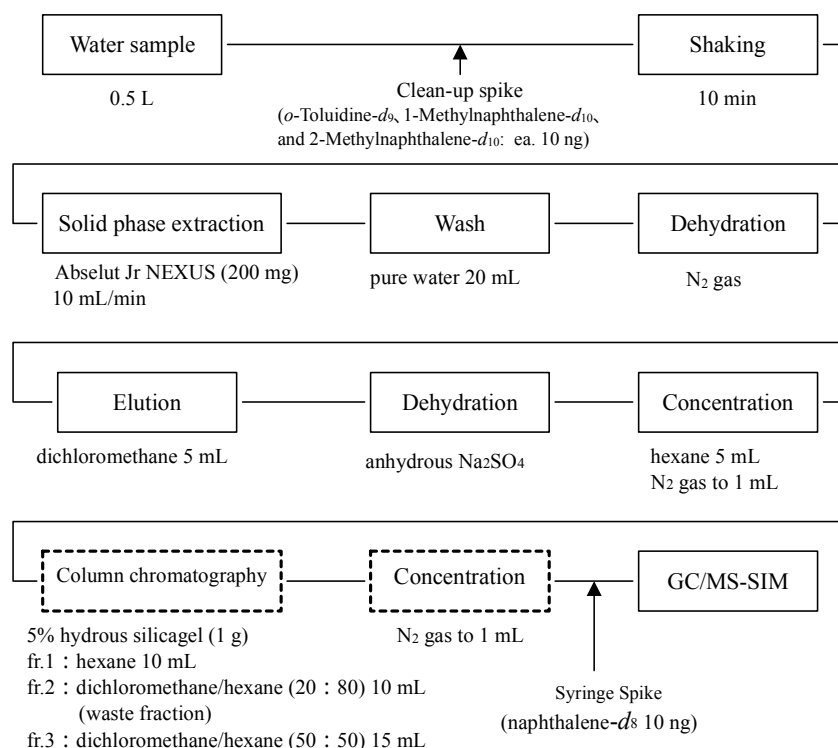 Water sample
Shaking
0.5 L
10 min
Clean-up spike
(o-Toluidine-d9、1-Methylnaphthalene-d10、
and 2-Methylnaphthalene-d10: ea. 10 ng)
Solid phase extraction
Wash
Dehydration
Abselut Jr NEXUS (200 mg)
10 mL/min
pure water 20 mL
N2 gas
Elution
Dehydration
Concentration
dichloromethane 5 mL
anhydrous Na2SO4
hexane 5 mL
N2 gas to 1 mL
Column chromatography
Concentration
GC/MS-SIM
5% hydrous silicagel (1 g)
fr.1：hexane 10 mL
fr.2：dichloromethane/hexane (20：80) 10 mL
(waste fraction)
fr.3：dichloromethane/hexane (50：50) 15 mL
N2 gas to 1 mL
Syringe Spike
(naphthalene-d8 10 ng)